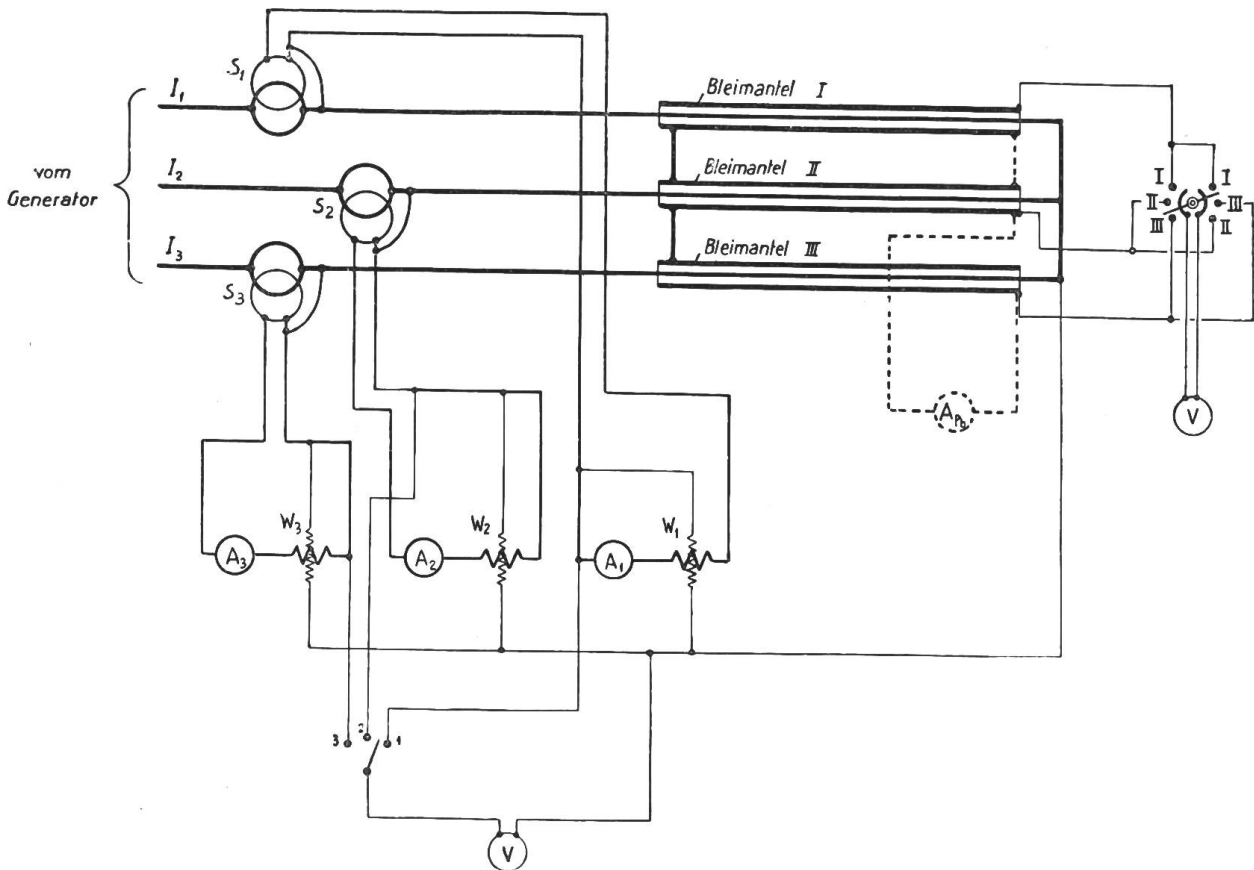 S₁
I₁
Bleimantel I
vom
Generator
I₂
S₂
Bleimantel II
I I
II III
III II
I₃
S₃
Bleimantel III
A_Pb
V
W₃
W₂
W₁
A₃
A₂
A₁
3 2 1
V